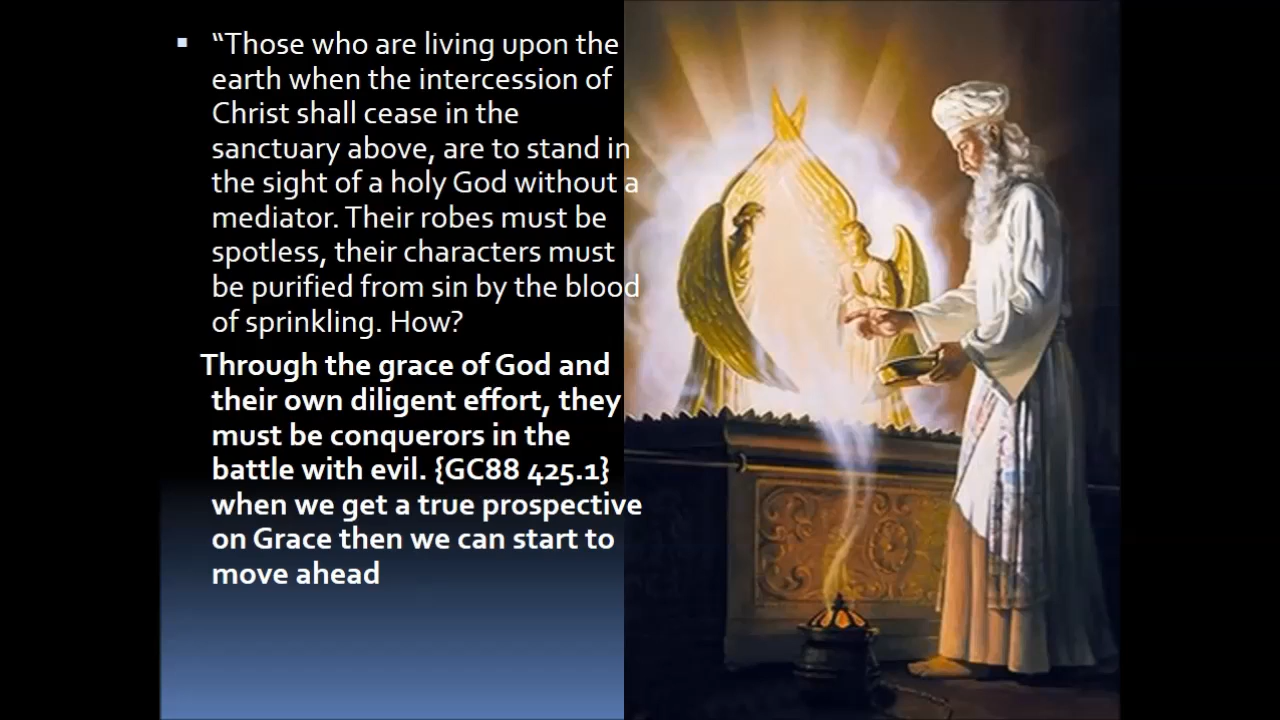 “Those who are living upon the
earth when the intercession of
Christ shall cease in the
sanctuary above, are to stand in
the sight of a holy God without a
mediator. Their robes must be
spotless, their characters must
be purified from sin by the blood
of sprinkling. How?
Through the grace of God and
their own diligent effort, they
must be conquerors in the
battle with evil. {GC88 425.1}
when we get a true prospective
on Grace then we can start to
move ahead